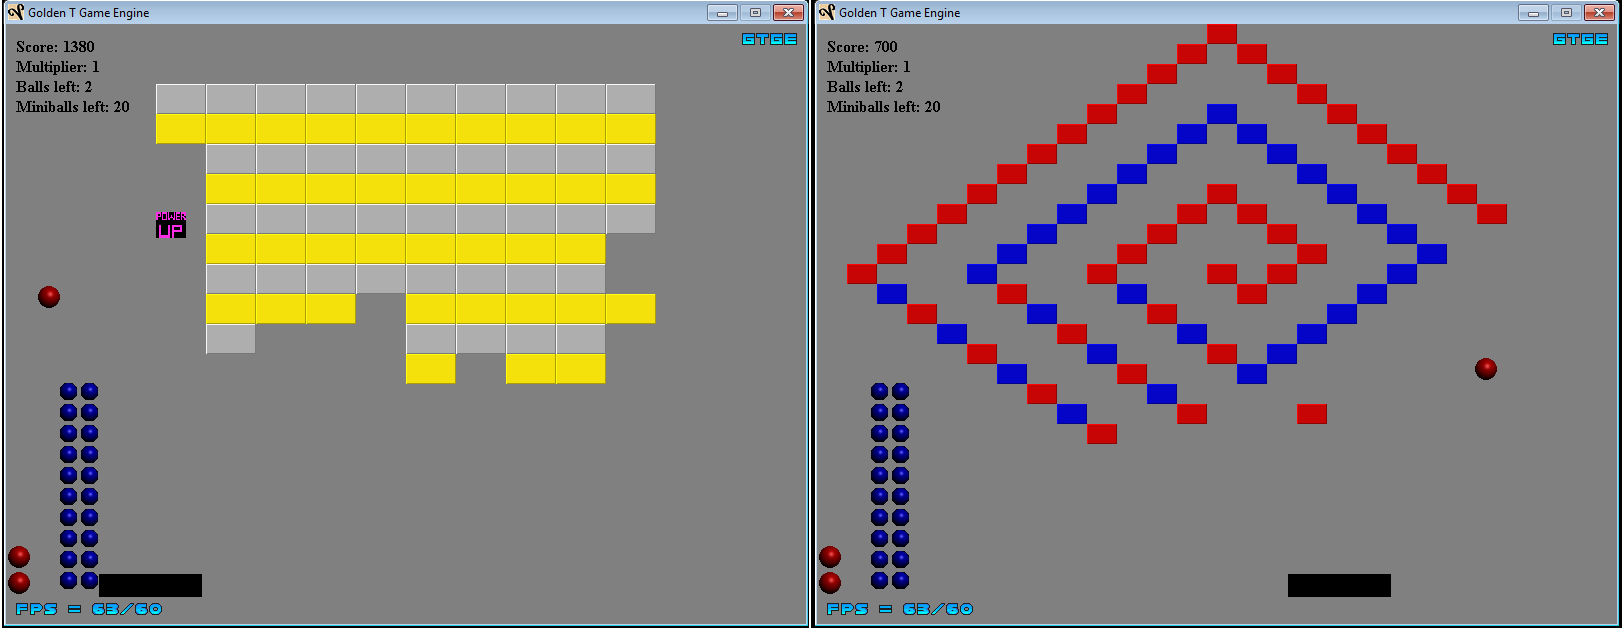 Golden T Game Engine
Score: 1380
Multiplier: 1
Balls left: 2
Miniballs left: 20
GTGE
POWER
UP
FPS = 63/60
Golden T Game Engine
Score: 700
Multiplier: 1
Balls left: 2
Miniballs left: 20
GTGE
FPS = 63/60